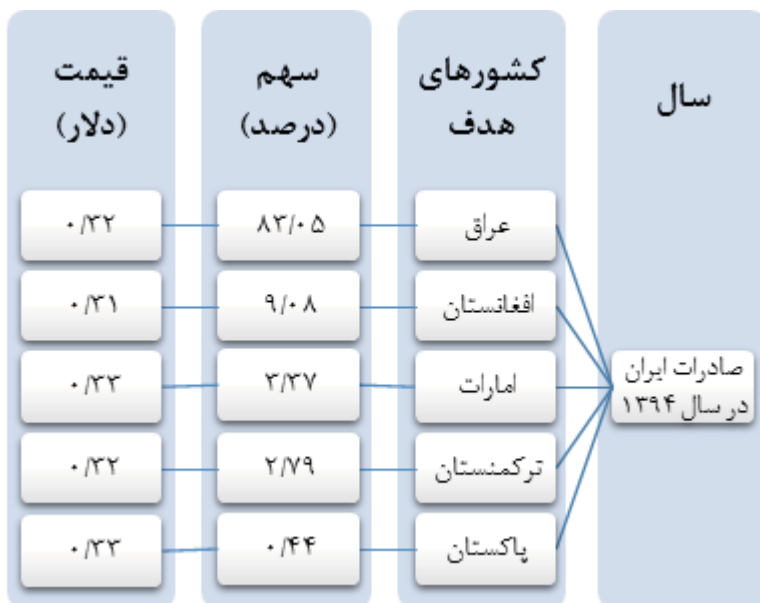 سال
کشورهای
هدف
سهم
(درصد)
قیمت
(دلار)
صادرات ایران
در سال ۱۳۹۴
عراق
۸۳/۰۵
۰/۳۲
افغانستان
۹/۰۸
۰/۳۱
امارات
۳/۳۷
۰/۳۳
ترکمنستان
۲/۷۹
۰/۳۲
پاکستان
۰/۴۴
۰/۳۳